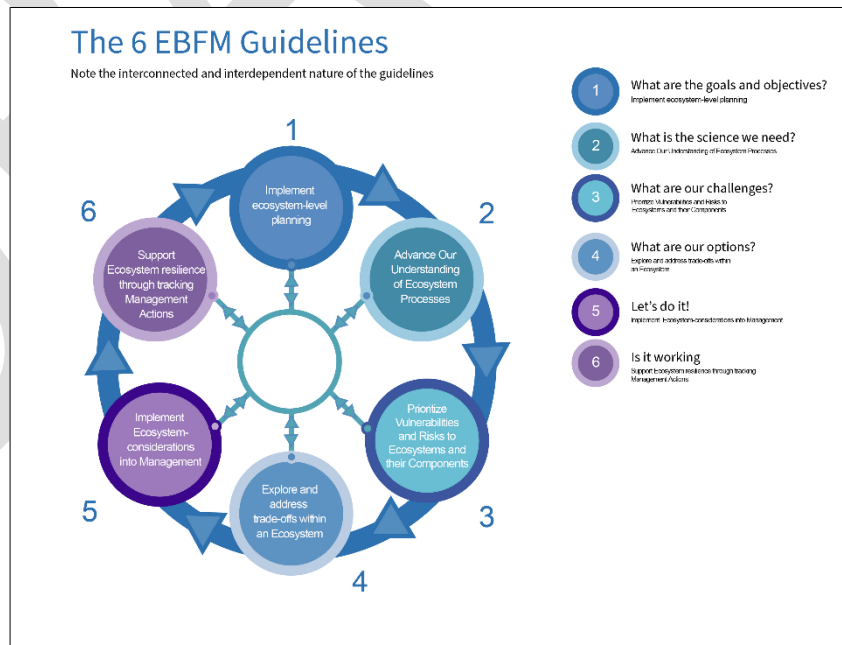 The 6 EBFM Guidelines
Note the interconnected and interdependent nature of the guidelines
1
Implement
ecosystem-level
planning
2
Advance Our
Understanding
of Ecosystem
Processes
3
Prioritize
Vulnerabilities
and Risks to
Ecosystems and
their Components
4
Explore and
address
trade-offs within
an Ecosystem
5
Implement
Ecosystem-
considerations
into Management
6
Support
Ecosystem resilience
through tracking
Management
Actions
1
What are the goals and objectives?
Implement ecosystem-level planning
2
What is the science we need?
Advance Our Understanding of Ecosystem Processes
3
What are our challenges?
Prioritize Vulnerabilities and Risks to
Ecosystems and their Components
4
What are our options?
Explore and address trade-offs within
an Ecosystem
5
Let's do it!
Implement Ecosystem-considerations into Management
6
Is it working
Support Ecosystem resilience through tracking
Management Actions